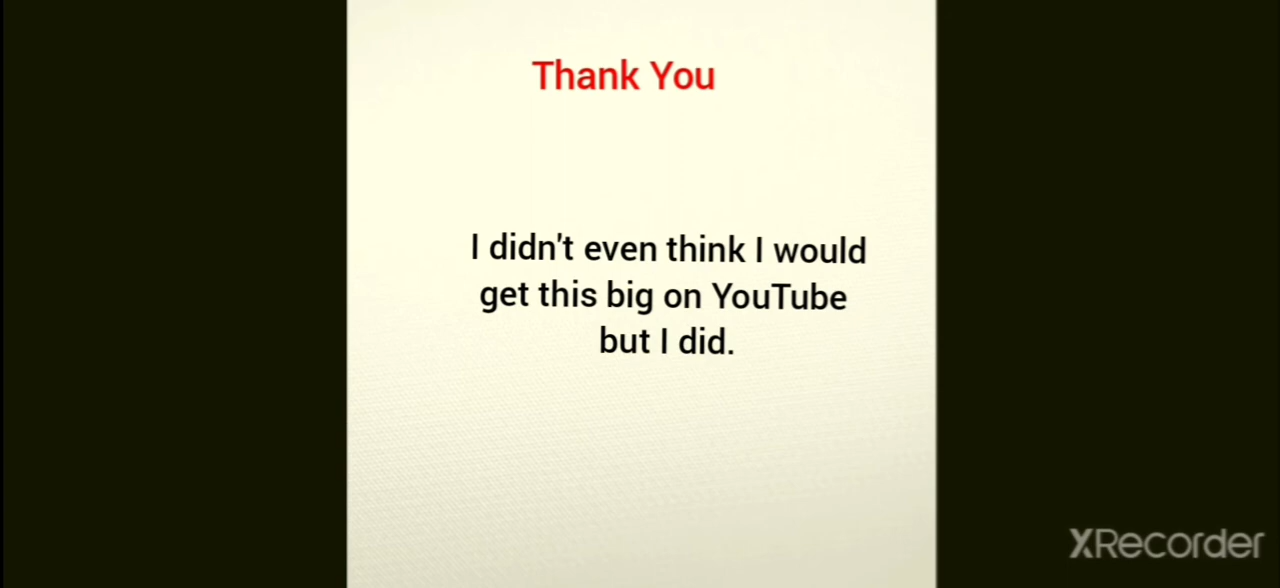 Thank You
I didn't even think I would
get this big on YouTube
but I did.
XRecorder